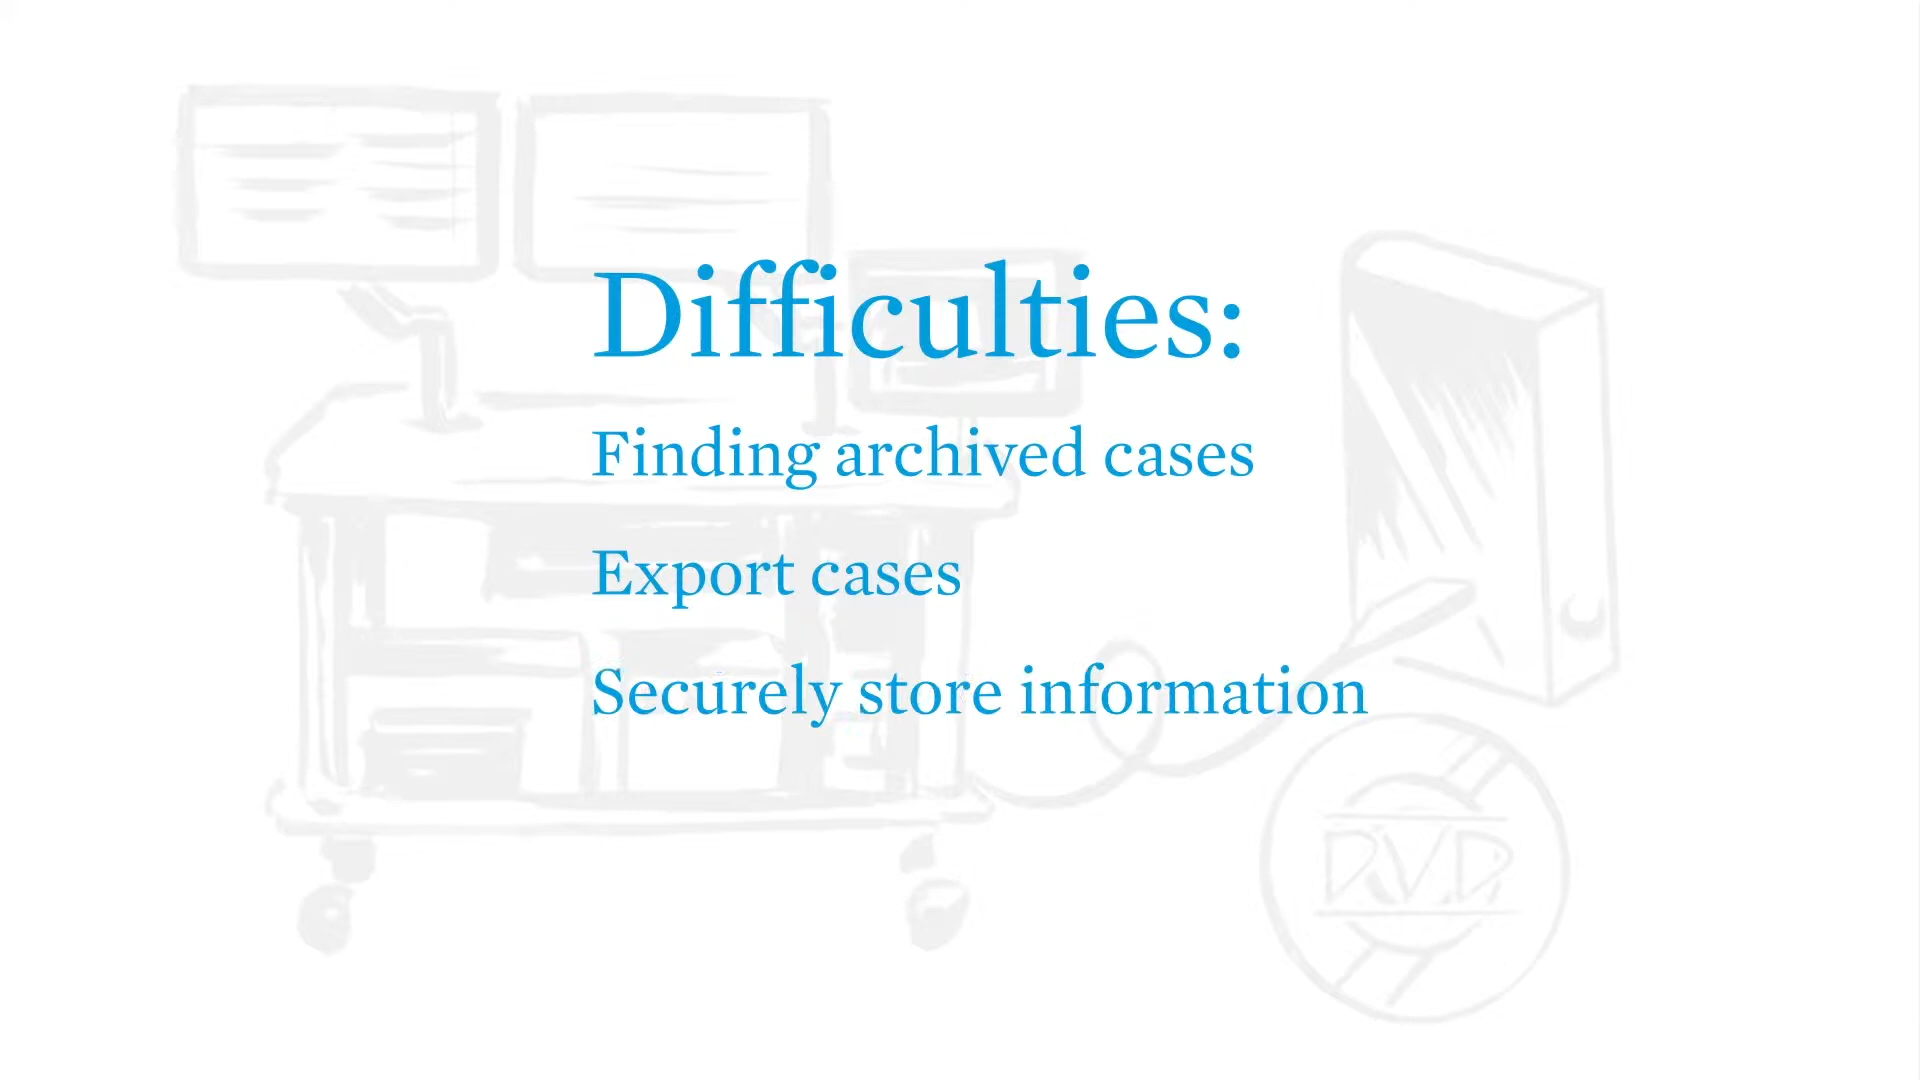 Difficulties:
Finding archived cases
Export cases
Securely store information
DVD